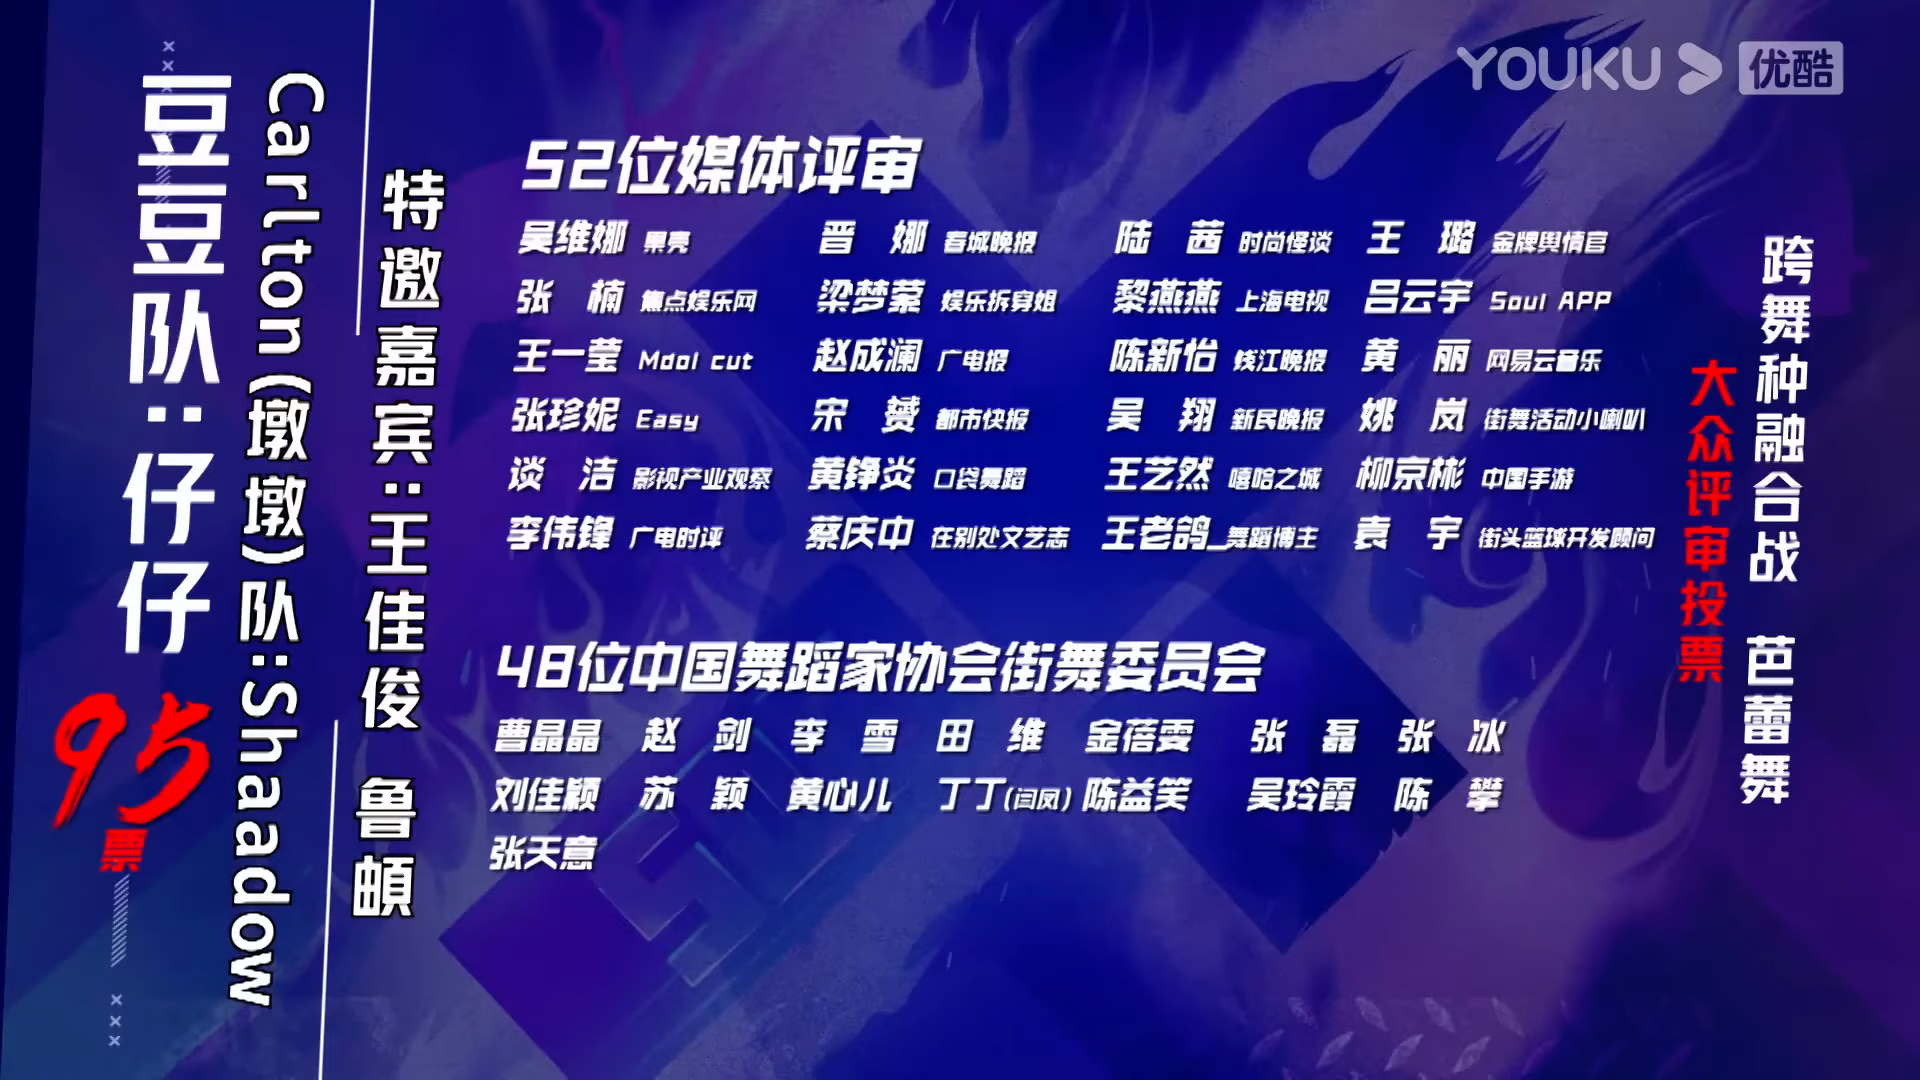 YOUKU 优酷
跨舞种融合战 芭蕾舞
大众评审投票
52位媒体评审
吴维娜 果壳 晋 娜 春城晚报 陆 茜 时尚怪谈 王 璐 金牌舆情官
张 楠 焦点娱乐网 梁梦蒙 娱乐拆穿姐 黎燕燕 上海电视 吕云宇 Soul APP
王一莹 Mdol cut 赵成澜 广电报 陈新怡 钱江晚报 黄 丽 网易云音乐
张珍妮 Easy 宋 赟 都市快报 吴 翔 新民晚报 姚 岚 街舞活动小喇叭
谈 洁 影视产业观察 黄铮炎 口袋舞蹈 王艺然 嘻哈之城 柳京彬 中国手游
李伟锋 广电时评 蔡庆中 在别处文艺志 王老鸽_舞蹈博主 袁 宇 街头篮球开发顾问
48位中国舞蹈家协会街舞委员会
曹晶晶 赵 剑 李 雪 田 维 金蓓雯 张 磊 张 冰
刘佳颖 苏 颖 黄心儿 丁丁(闫凤) 陈益笑 吴玲霞 陈 攀
张天意
特邀嘉宾:王佳俊 鲁頔
Carlton(墩墩)队:Shaadow
豆豆队:仔仔
95票